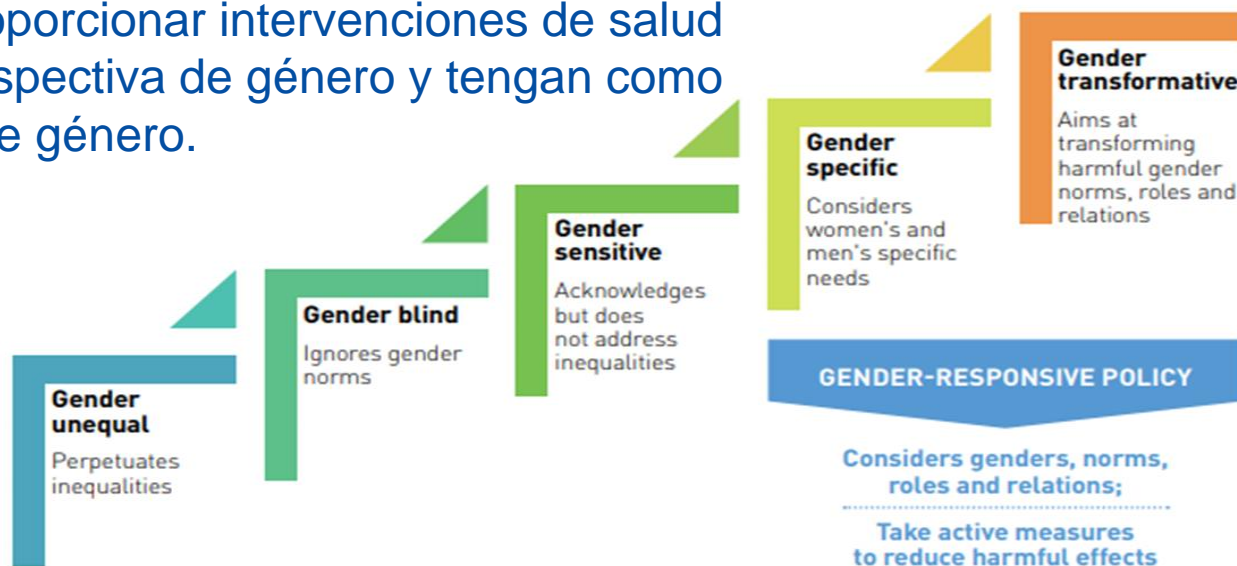 oporcionar intervenciones de salud
spectiva de género y tengan como
e género.
Gender
unequal
Perpetuates
inequalities
Gender blind
Ignores gender
norms
Gender
sensitive
Acknowledges
but does
not address
inequalities
Gender
specific
Considers
women's and
men's specific
needs
Gender
transformative
Aims at
transforming
harmful gender
norms, roles and
relations
GENDER-RESPONSIVE POLICY
Considers genders, norms,
roles and relations;
Take active measures
to reduce harmful effects